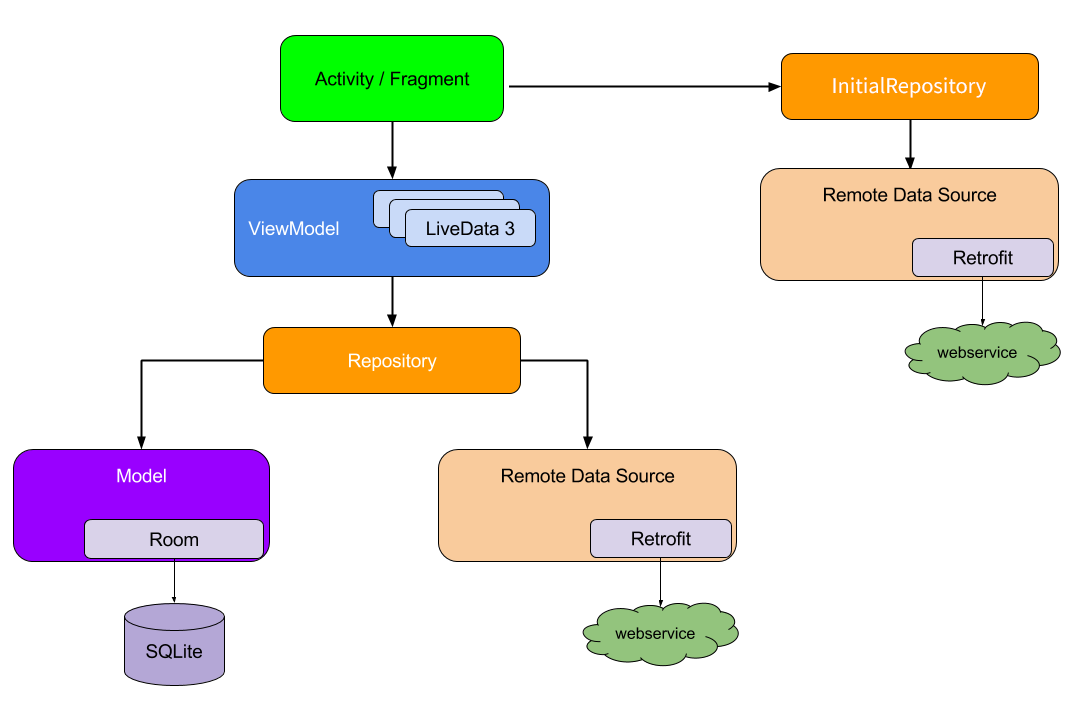 Activity / Fragment
InitialRepository
ViewModel
LiveData 3
Remote Data Source
Retrofit
webservice
Repository
Model
Room
SQLite
Remote Data Source
Retrofit
webservice